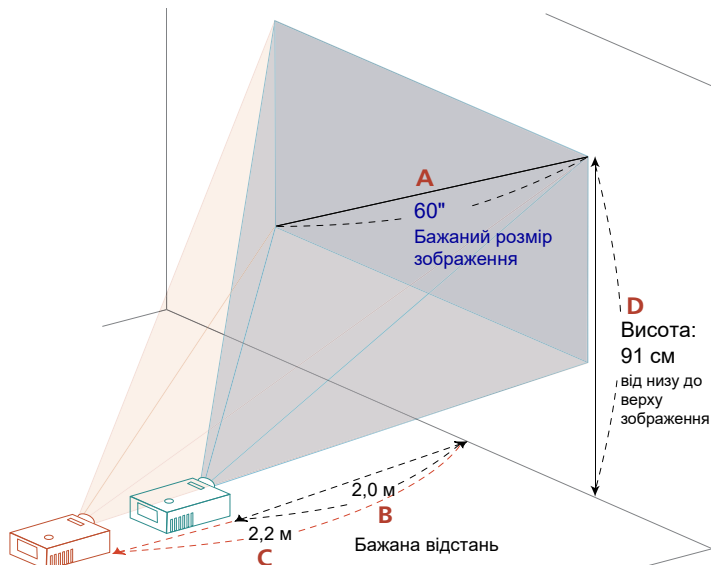 A
60"
Бажаний розмір
зображення
D
Висота:
91 см
від низу до
верху
зображення
2,0 м
B
2,2 м
C
Бажана відстань